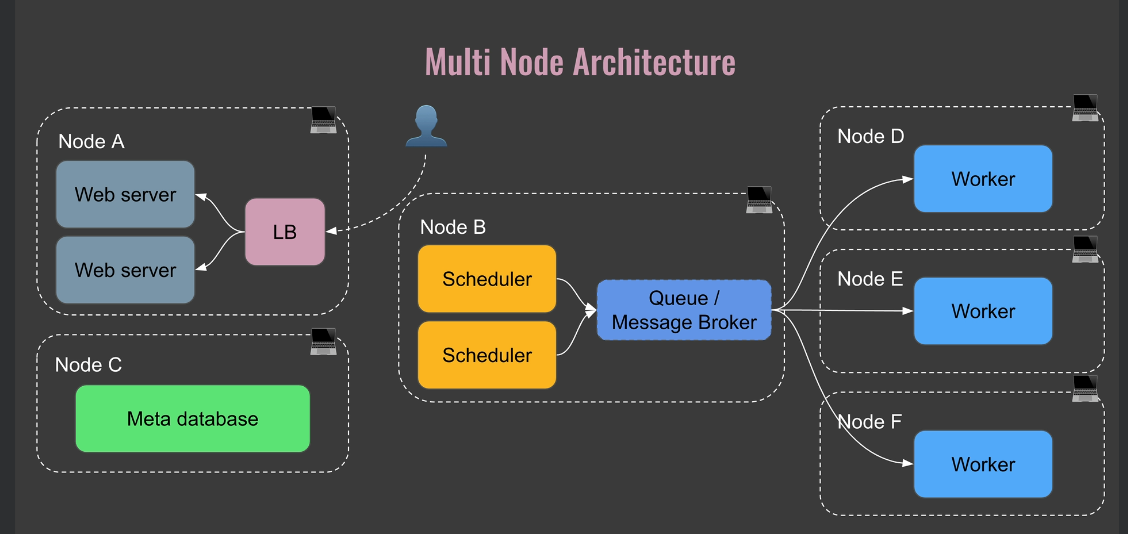 Multi Node Architecture
Node A
Web server
Web server
LB
Node B
Scheduler
Scheduler
Queue /
Message Broker
Node C
Meta database
Node D
Worker
Node E
Worker
Node F
Worker